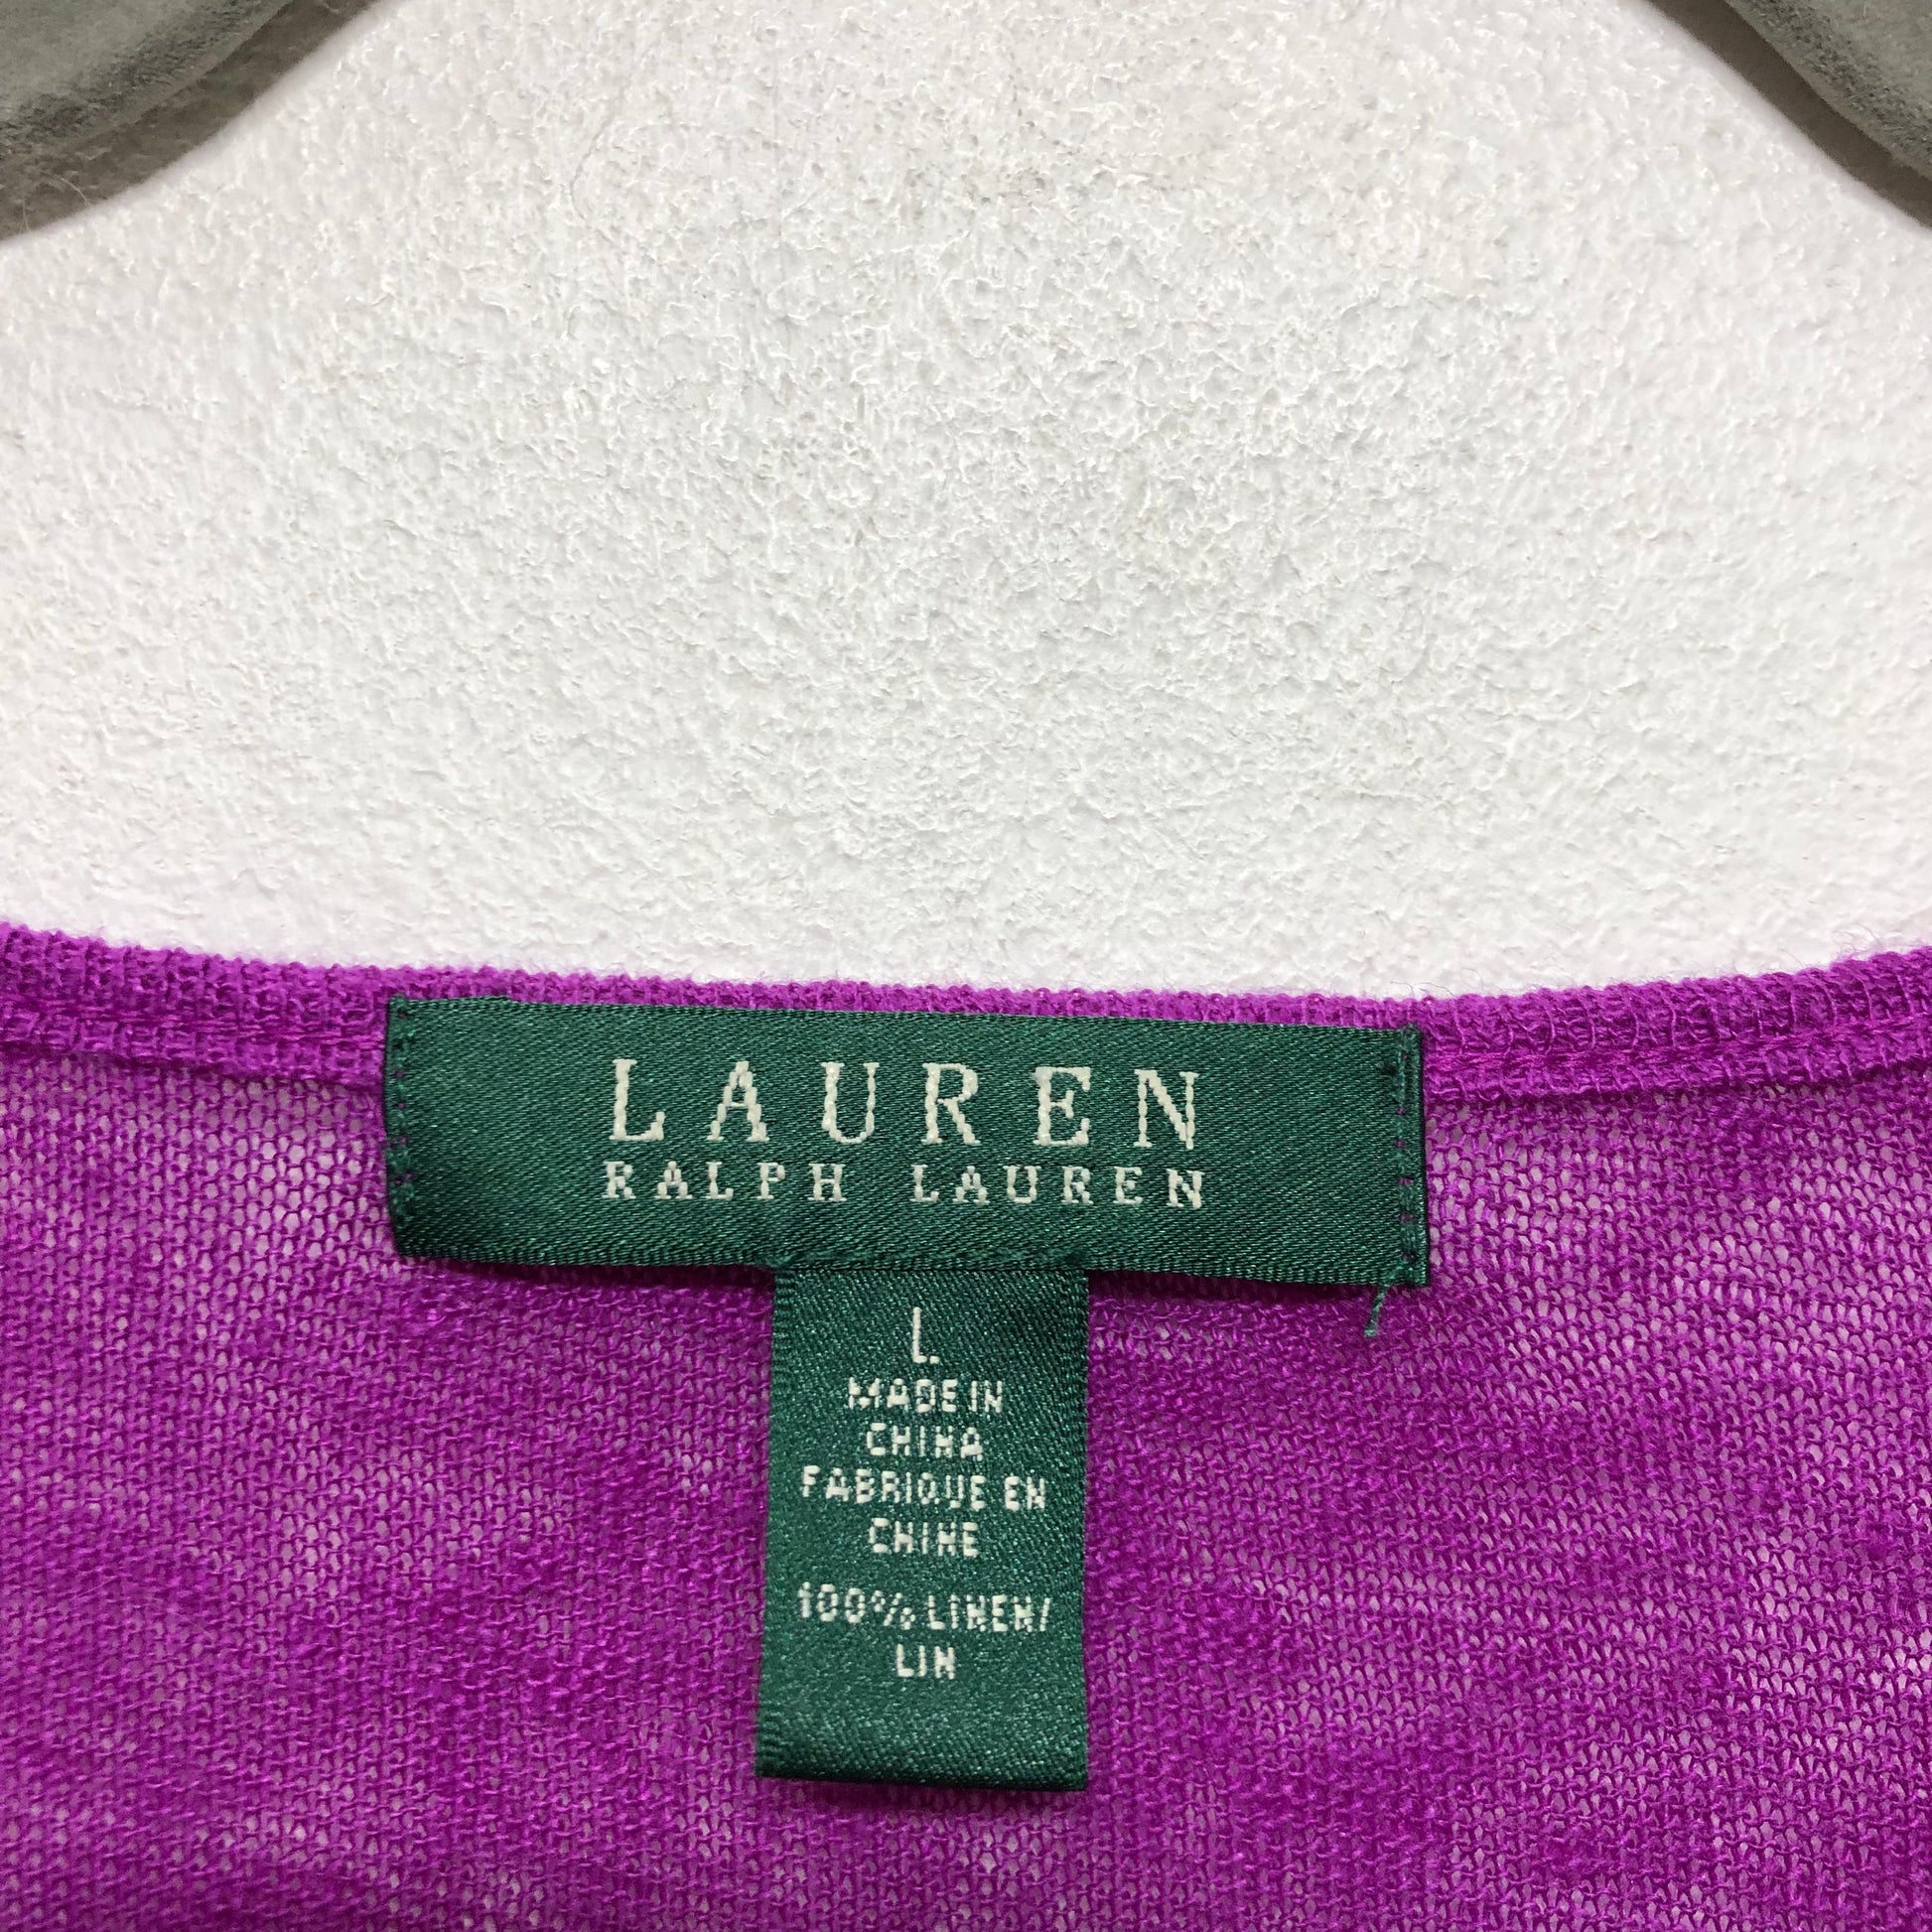 LAUREN
RALPH LAUREN
L
MADE IN
CHINA
FABRIQUE EN
CHINE
100% LINEN/
LIN